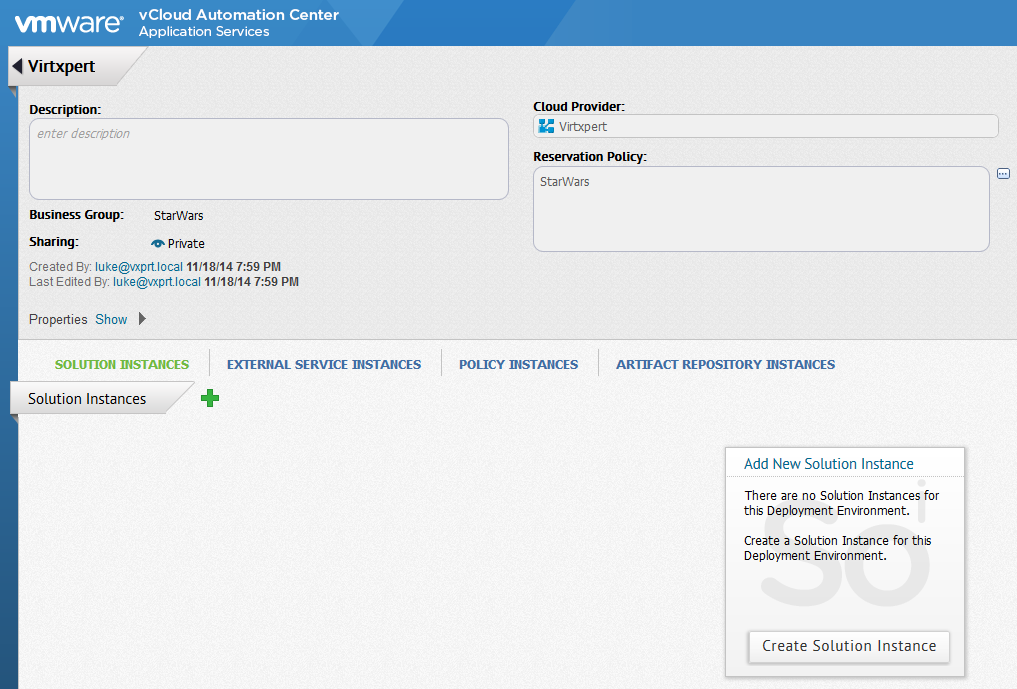 vmware® vCloud Automation Center
Application Services
Virtxpert
Description:
enter description
Business Group: StarWars
Sharing: Private
Created By: luke@vxprt.local 11/18/14 7:59 PM
Last Edited By: luke@vxprt.local 11/18/14 7:59 PM
Properties Show
Cloud Provider:
Virtxpert
Reservation Policy:
StarWars
SOLUTION INSTANCES EXTERNAL SERVICE INSTANCES POLICY INSTANCES ARTIFACT REPOSITORY INSTANCES
Solution Instances
Add New Solution Instance
There are no Solution Instances for
this Deployment Environment.
Create a Solution Instance for this
Deployment Environment.
Soi
Create Solution Instance